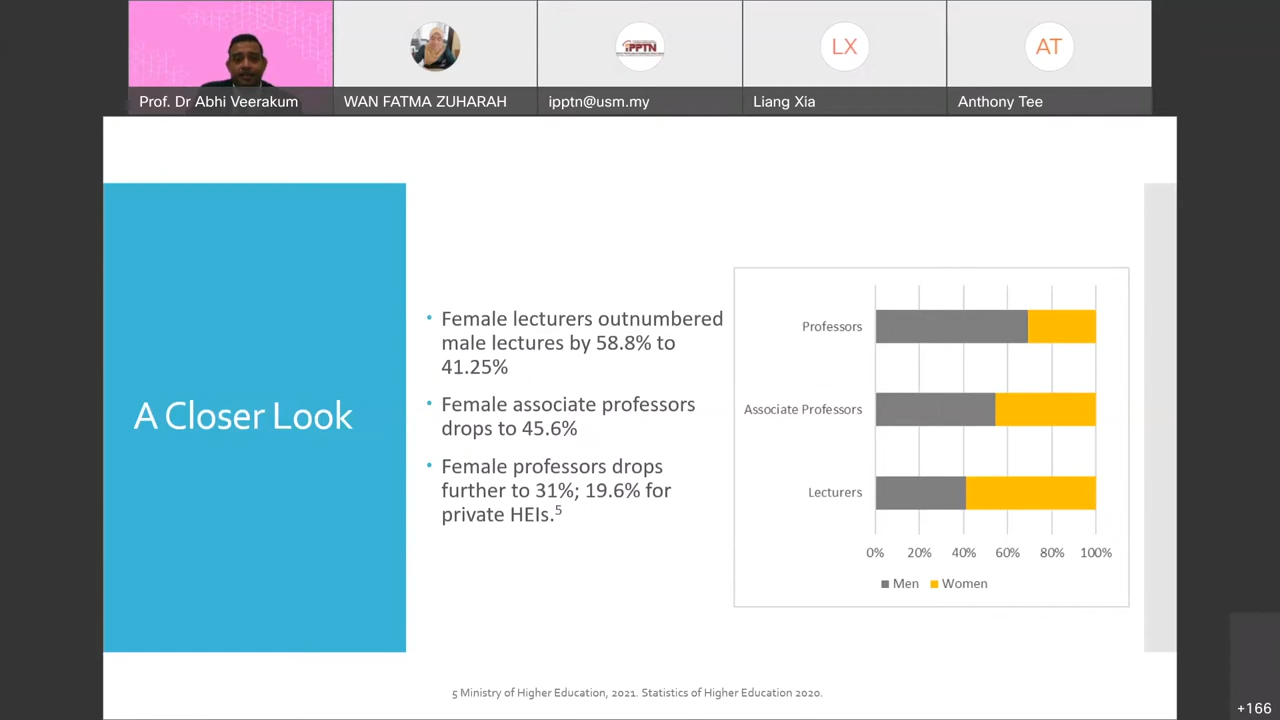 Prof. Dr Abhi Veerakum
WAN FATMA ZUHARAH
iPPTN
ipptn@usm.my
LX
Liang Xia
AT
Anthony Tee
A Closer Look
• Female lecturers outnumbered
male lectures by 58.8% to
41.25%
• Female associate professors
drops to 45.6%
• Female professors drops
further to 31%; 19.6% for
private HEIs.⁵
Professors
Associate Professors
Lecturers
0% 20% 40% 60% 80% 100%
Men Women
5 Ministry of Higher Education, 2021. Statistics of Higher Education 2020.
+166